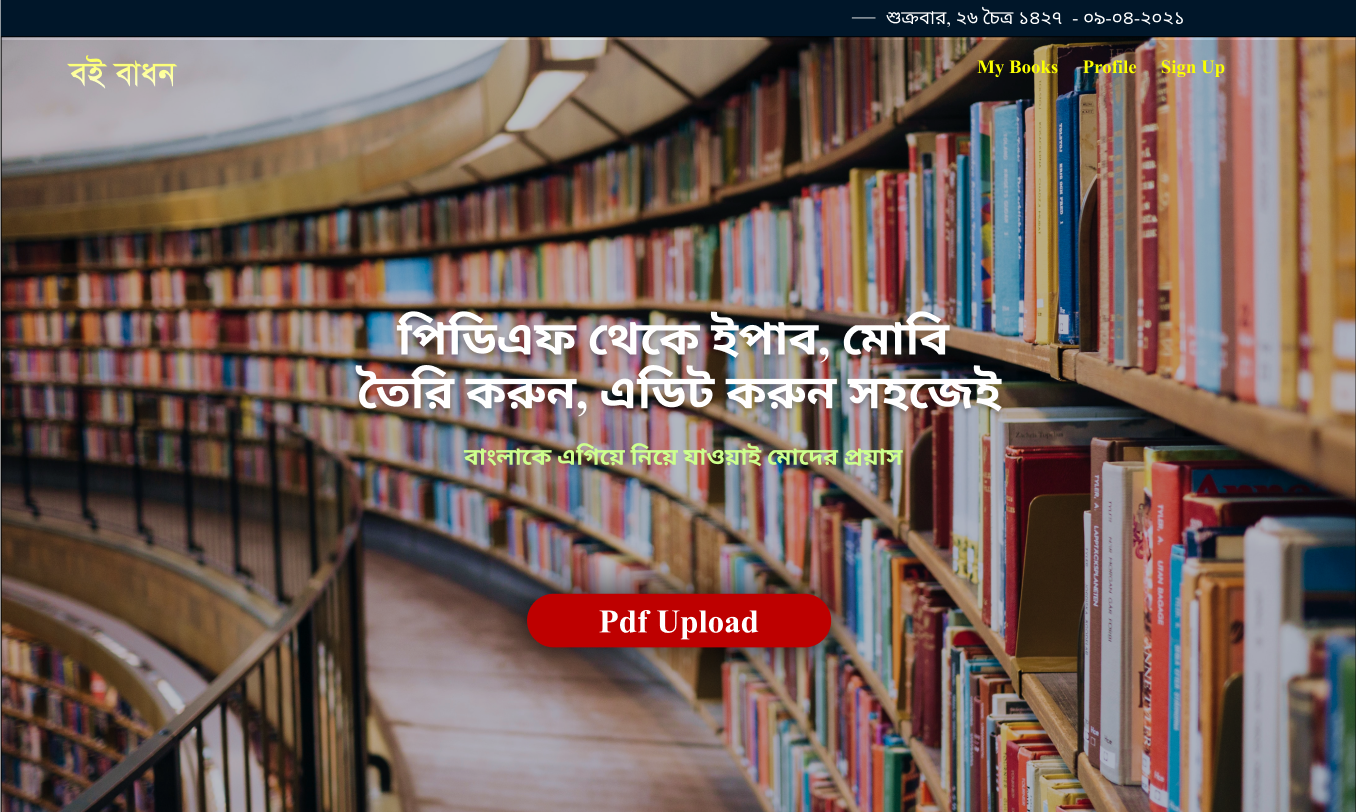 শুক্রবার, ২৬ চৈত্র ১৪২৭ - ০৯-০৪-২০২১
বই বাধন
My Books Profile Sign Up
পিডিএফ থেকে ইপাব, মোবি
তৈরি করুন, এডিট করুন সহজেই
বাংলাকে এগিয়ে নিয়ে যাওয়াই মোদের প্রয়াস
Pdf Upload